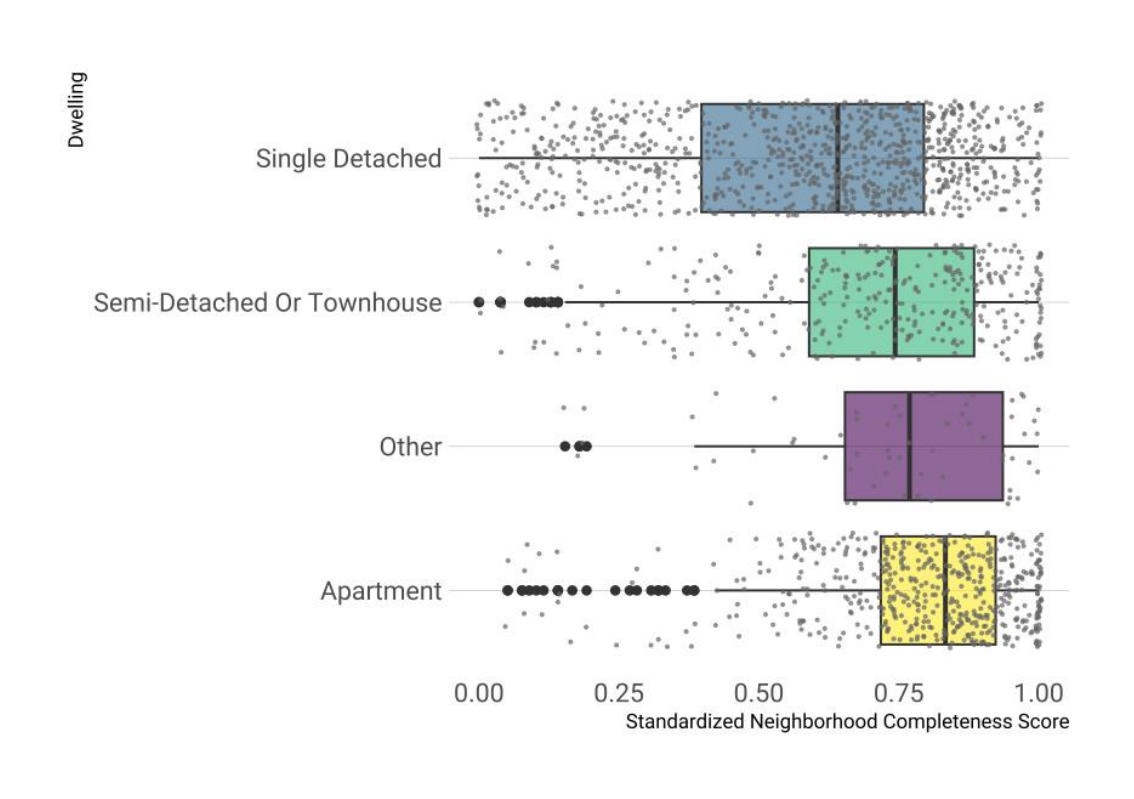 Dwelling
Single Detached
Semi-Detached Or Townhouse
Other
Apartment
0.00 0.25 0.50 0.75 1.00
Standardized Neighborhood Completeness Score